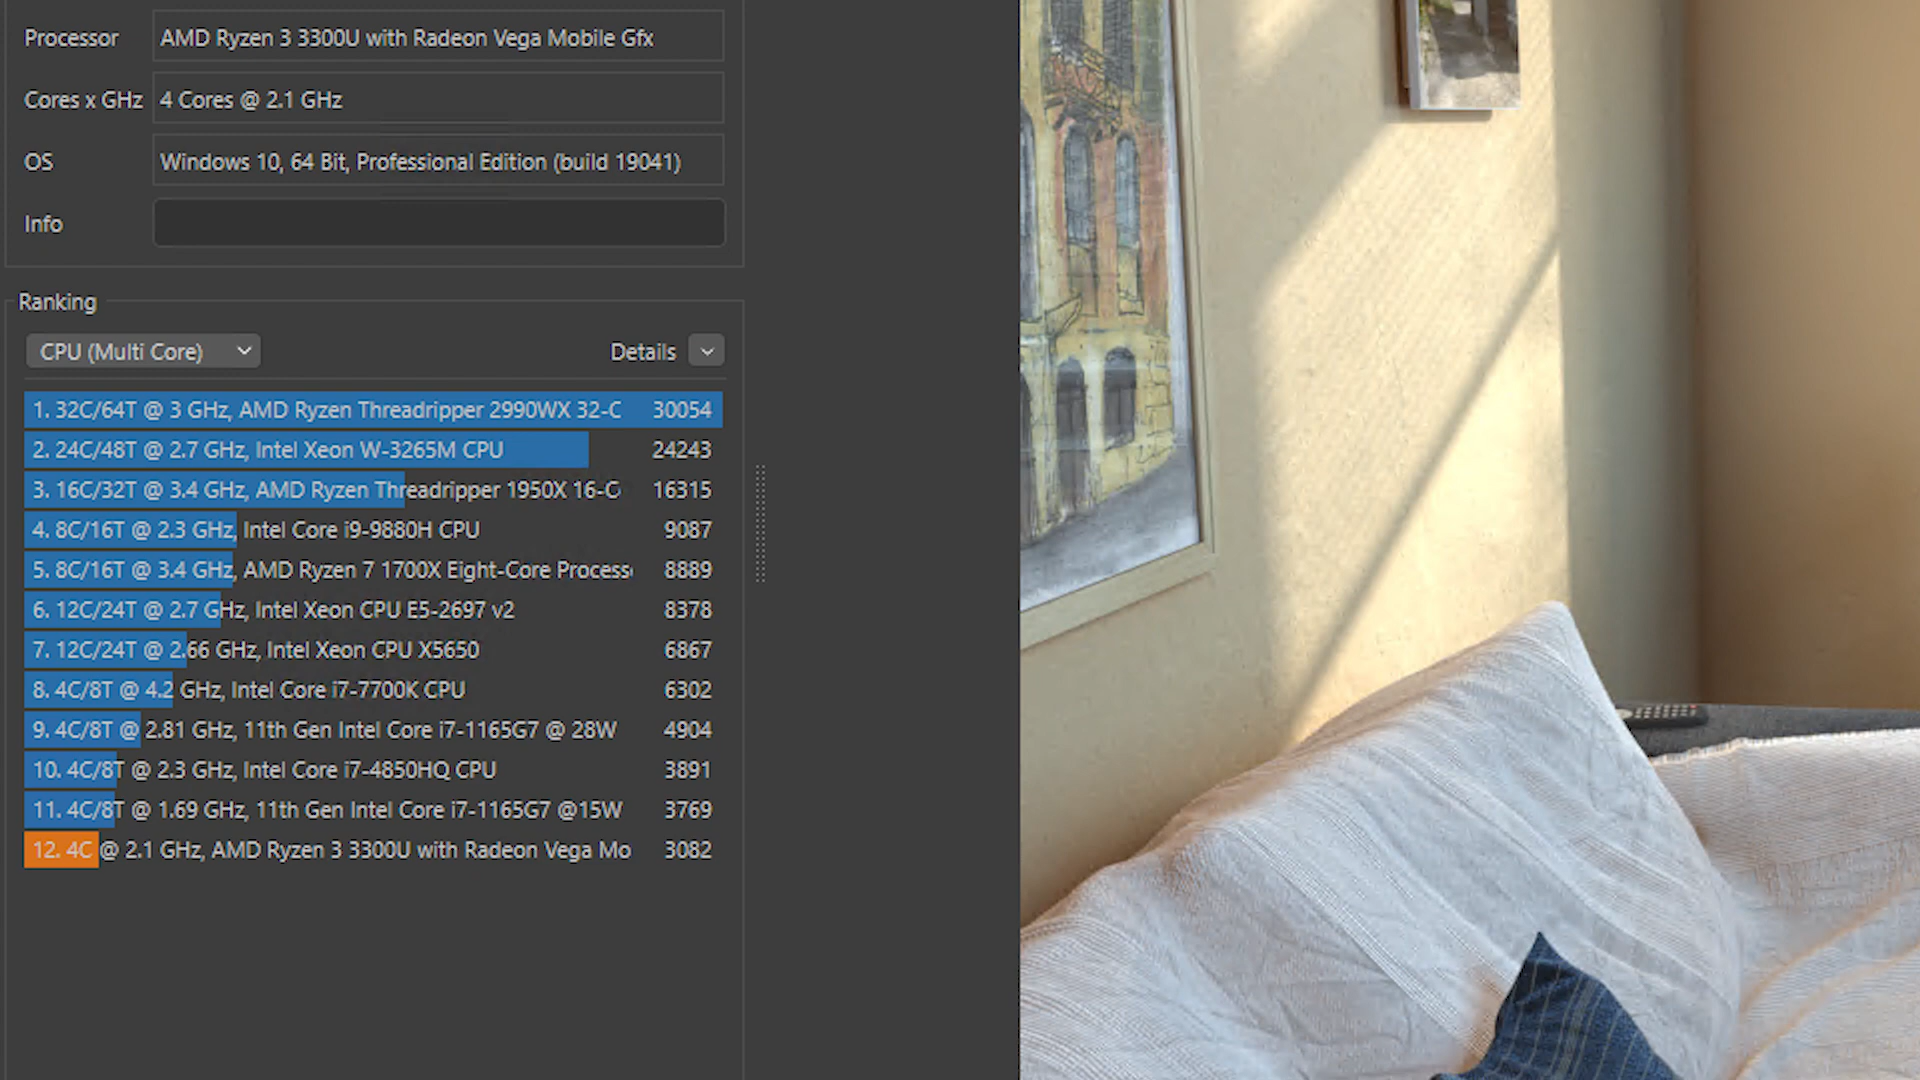 Processor AMD Ryzen 3 3300U with Radeon Vega Mobile Gfx
Cores x GHz 4 Cores @ 2.1 GHz
OS Windows 10, 64 Bit, Professional Edition (build 19041)
Info
Ranking
CPU (Multi Core) Details
1. 32C/64T @ 3 GHz, AMD Ryzen Threadripper 2990WX 32-C 30054
2. 24C/48T @ 2.7 GHz, Intel Xeon W-3265M CPU 24243
3. 16C/32T @ 3.4 GHz, AMD Ryzen Threadripper 1950X 16-C 16315
4. 8C/16T @ 2.3 GHz, Intel Core i9-9880H CPU 9087
5. 8C/16T @ 3.4 GHz, AMD Ryzen 7 1700X Eight-Core Process 8889
6. 12C/24T @ 2.7 GHz, Intel Xeon CPU E5-2697 v2 8378
7. 12C/24T @ 2.66 GHz, Intel Xeon CPU X5650 6867
8. 4C/8T @ 4.2 GHz, Intel Core i7-7700K CPU 6302
9. 4C/8T @ 2.81 GHz, 11th Gen Intel Core i7-1165G7 @ 28W 4904
10. 4C/8T @ 2.3 GHz, Intel Core i7-4850HQ CPU 3891
11. 4C/8T @ 1.69 GHz, 11th Gen Intel Core i7-1165G7 @15W 3769
12. 4C @ 2.1 GHz, AMD Ryzen 3 3300U with Radeon Vega Mo 3082